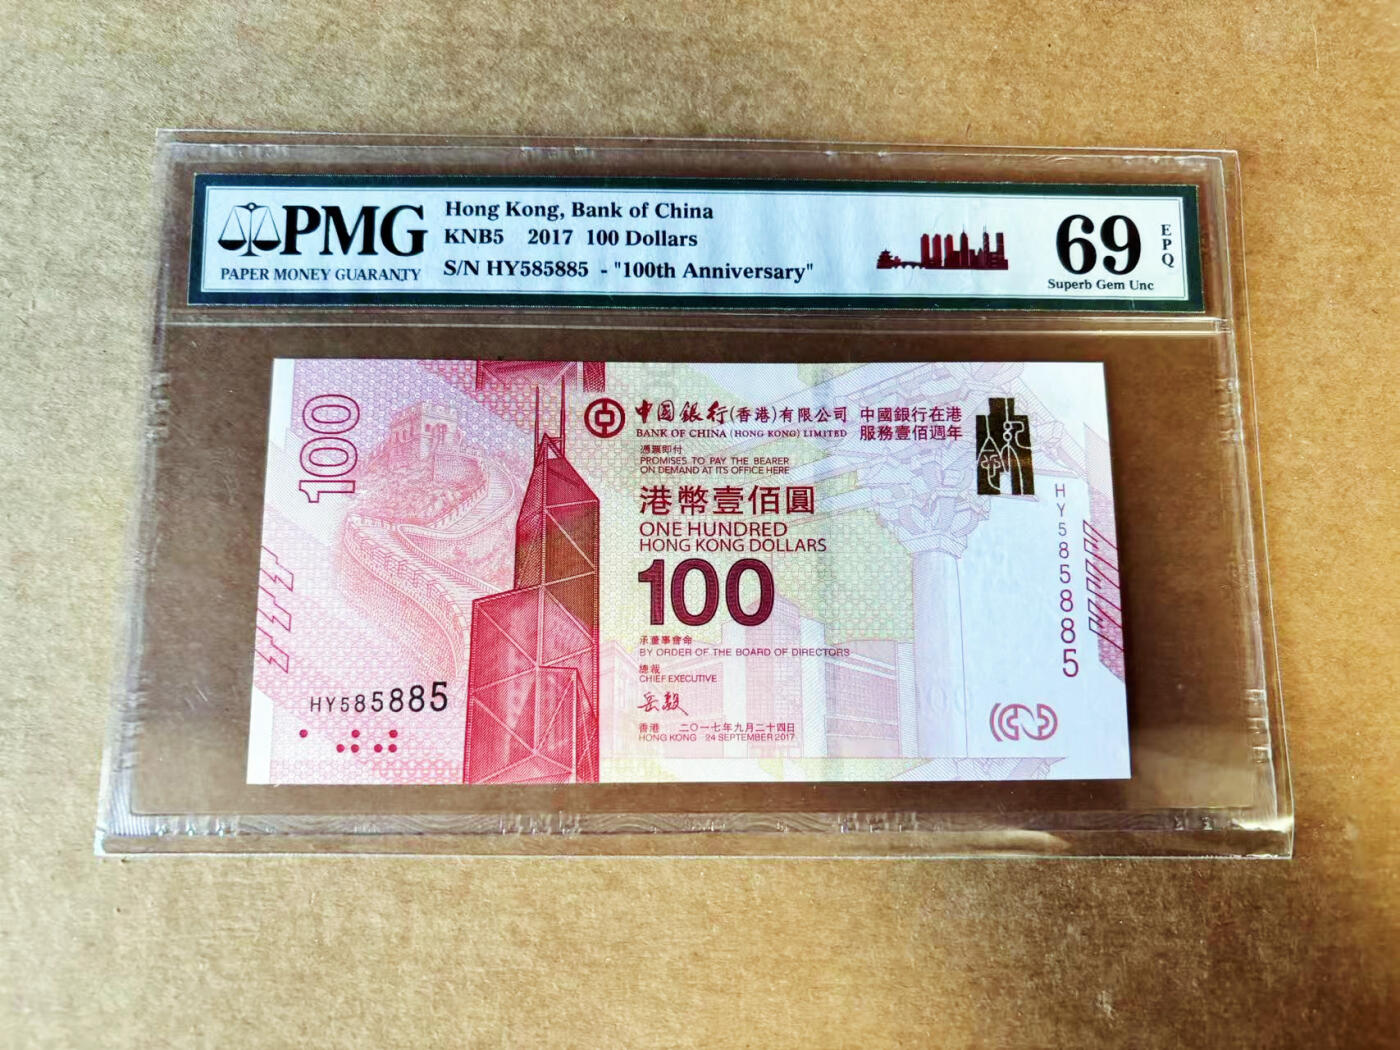 PMG
PAPER MONEY GUARANTY
Hong Kong, Bank of China
KNB5 2017 100 Dollars
S/N HY585885 - "100th Anniversary"
69
EPQ
Superb Gem Unc
100
中國銀行(香港)有限公司
BANK OF CHINA (HONG KONG) LIMITED
中國銀行在港
服務壹佰週年
憑票即付
PROMISES TO PAY THE BEARER
ON DEMAND AT ITS OFFICE HERE
港幣壹佰圓
ONE HUNDRED
HONG KONG DOLLARS
100
承董事會命
BY ORDER OF THE BOARD OF DIRECTORS
總裁
CHIEF EXECUTIVE
岳毅
香港 二〇一七年九月二十四日
HONG KONG 24 SEPTEMBER 2017
HY585885
HY585885